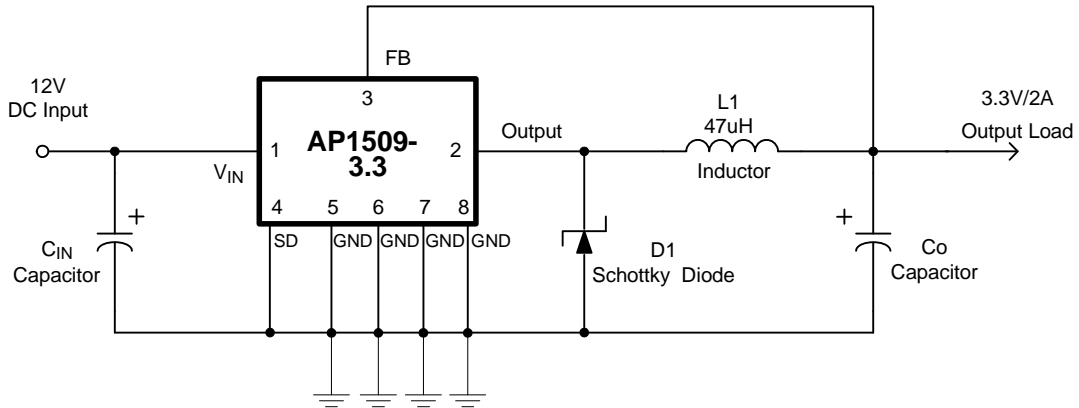 FB
12V
DC Input
3
AP1509-
3.3
1
2
VIN
Output
L1
47uH
Inductor
3.3V/2A
Output Load
4 5 6 7 8
SD GND GND GND GND
+
CIN
Capacitor
D1
Schottky Diode
+
Co
Capacitor